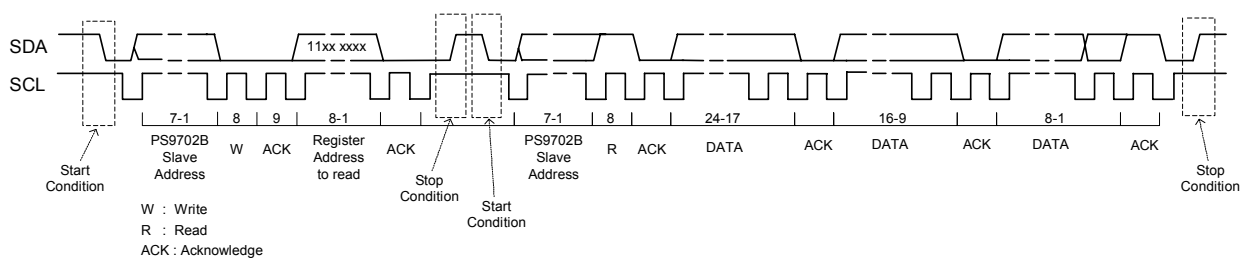 SDA
11xx xxxx
SCL
7-1 8 9 8-1 7-1 8 24-17 16-9 8-1
PS9702B Slave Address
W
ACK
Register Address to read
ACK
PS9702B Slave Address
R
ACK
DATA
ACK
DATA
ACK
DATA
ACK
Start Condition
Stop Condition
Start Condition
Stop Condition
W : Write
R : Read
ACK : Acknowledge